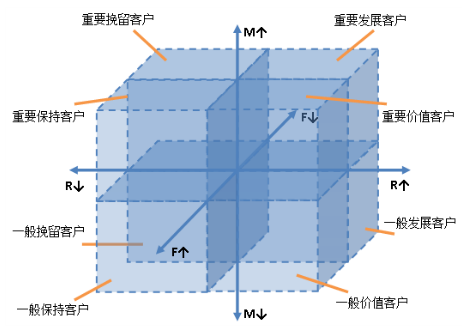 重要换留客户
M↑
重要发展客户
重要保持客户
F↓
重要价值客户
R↓
R↑
一般换留客户
F↑
一般发展客户
一般保持客户
M↓
一般价值客户